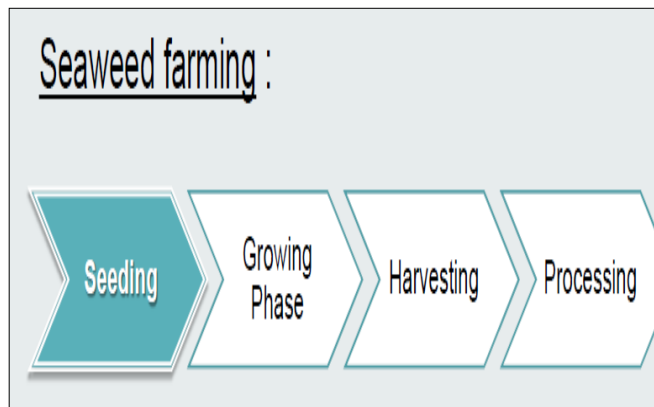 Seaweed farming :
Seeding
Growing
Phase
Harvesting
Processing